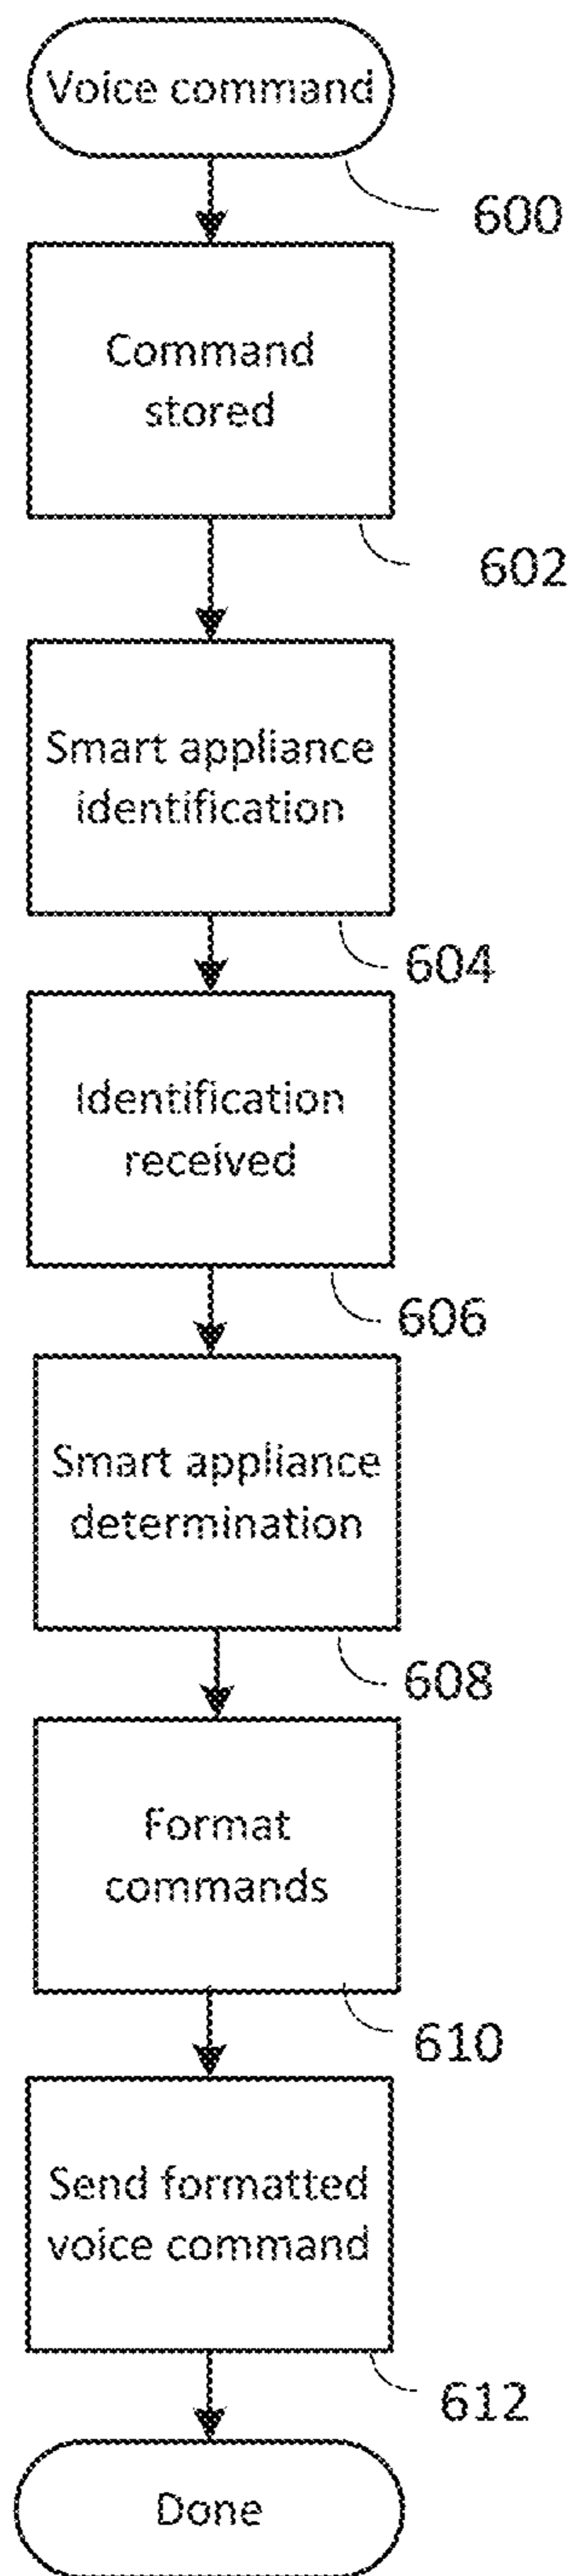 Voice command
600
Command
stored
602
Smart appliance
identification
604
Identification
received
606
Smart appliance
determination
608
Format
commands
610
Send formatted
voice command
612
Done